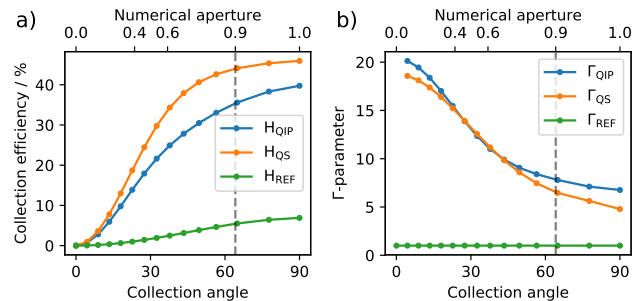 a)
Numerical aperture
0.0 0.4 0.6 0.9 1.0
Collection efficiency / %
40
30
20
10
0
H_QIP
H_QS
H_REF
0 30 60 90
Collection angle
b)
Numerical aperture
0.0 0.4 0.6 0.9 1.0
Γ-parameter
20
15
10
5
0
Γ_QIP
Γ_QS
Γ_REF
0 30 60 90
Collection angle